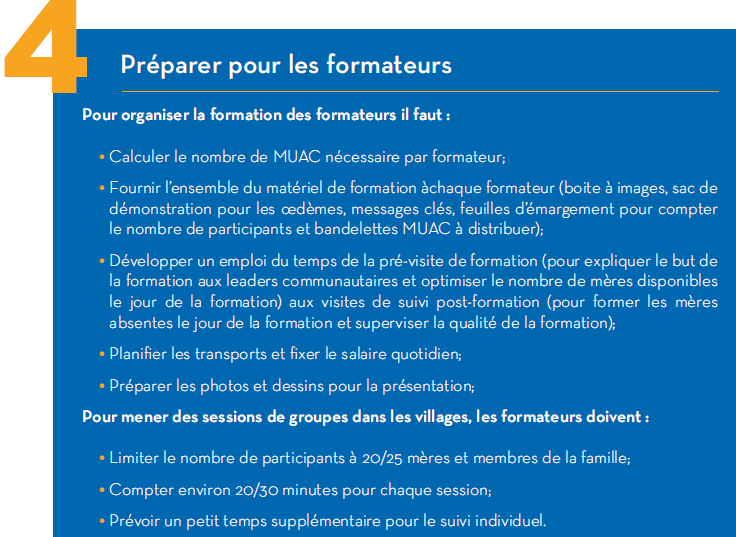 4
Préparer pour les formateurs
Pour organiser la formation des formateurs il faut :
• Calculer le nombre de MUAC nécessaire par formateur;
• Fournir l'ensemble du matériel de formation àchaque formateur (boite à images, sac de
démonstration pour les œdèmes, messages clés, feuilles d'émargement pour compter
le nombre de participants et bandelettes MUAC à distribuer);
• Développer un emploi du temps de la pré-visite de formation (pour expliquer le but de
la formation aux leaders communautaires et optimiser le nombre de mères disponibles
le jour de la formation) aux visites de suivi post-formation (pour former les mères
absentes le jour de la formation et superviser la qualité de la formation);
• Planifier les transports et fixer le salaire quotidien;
• Préparer les photos et dessins pour la présentation;
Pour mener des sessions de groupes dans les villages, les formateurs doivent :
• Limiter le nombre de participants à 20/25 mères et membres de la famille;
• Compter environ 20/30 minutes pour chaque session;
• Prévoir un petit temps supplémentaire pour le suivi individuel.